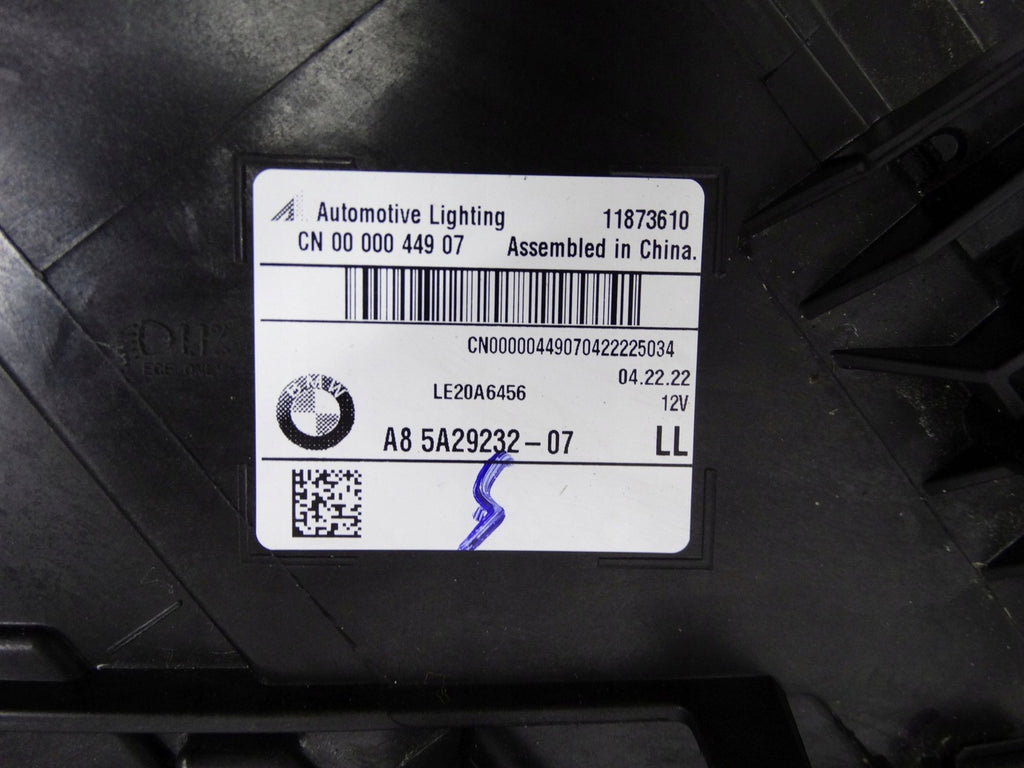 Automotive Lighting 11873610
CN 00 000 449 07 Assembled in China.
CN00000449070422225034
04.22.22
LE20A6456
12V
BMW
A8 5A29232-07 LL